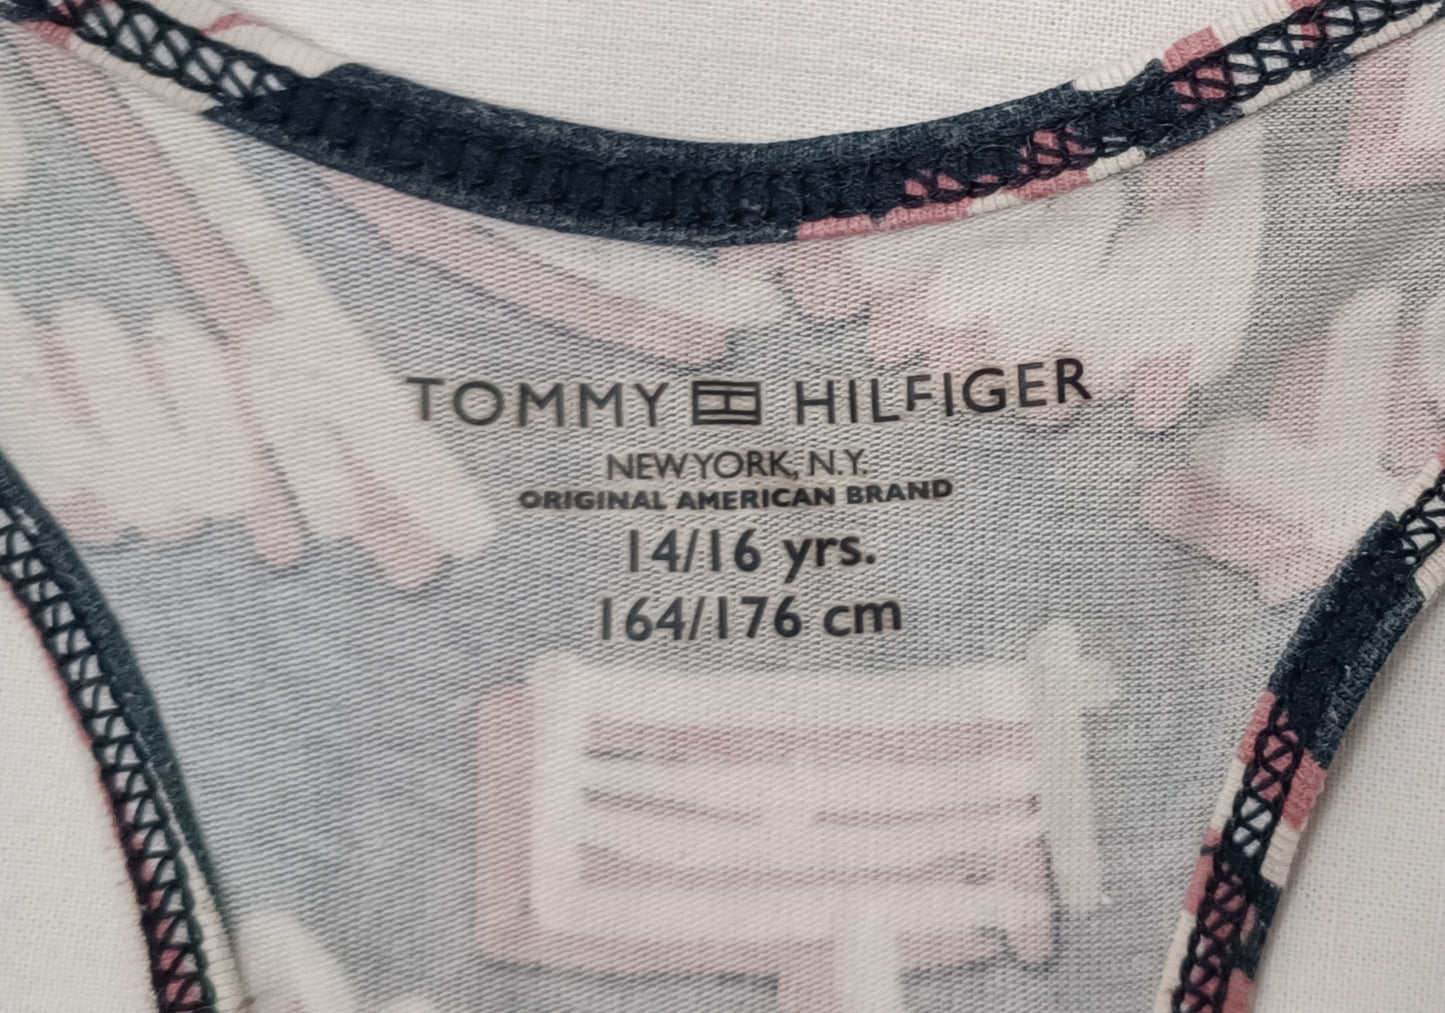 TOMMY HILFIGER
NEW YORK, N.Y.
ORIGINAL AMERICAN BRAND
14/16 yrs.
164/176 cm